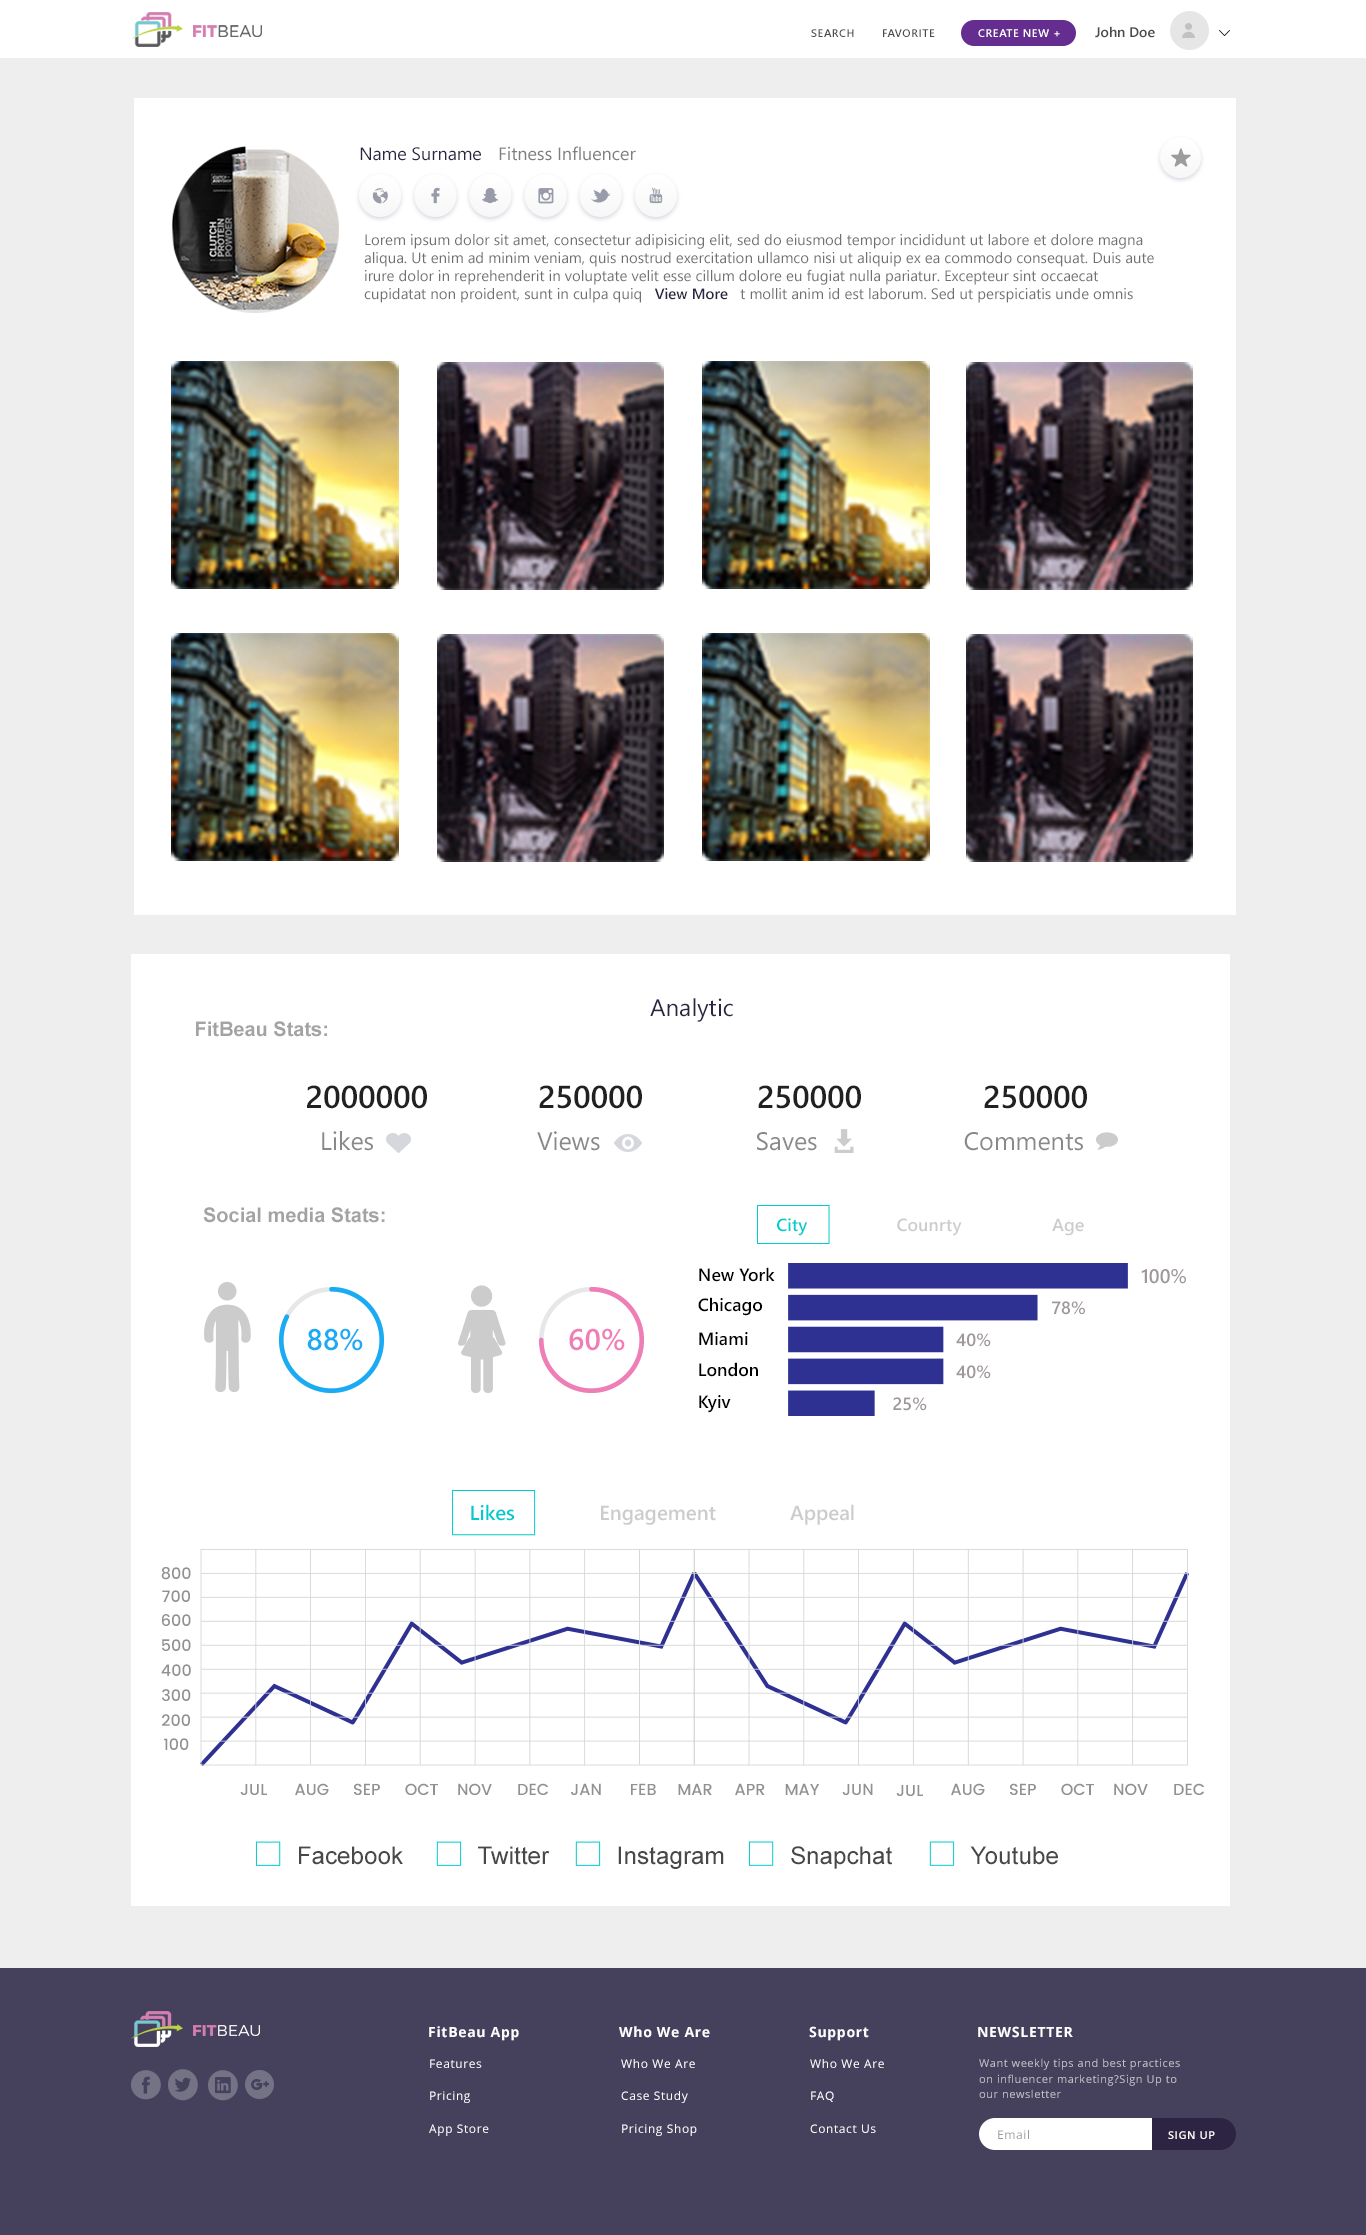 FITBEAU
SEARCH
FAVORITE
CREATE NEW +
John Doe
Name Surname Fitness Influencer
CLUTCH
PROTEIN
POWDER
You
Lorem ipsum dolor sit amet, consectetur adipisicing elit, sed do eiusmod tempor incididunt ut labore et dolore magna
aliqua. Ut enim ad minim veniam, quis nostrud exercitation ullamco nisi ut aliquip ex ea commodo consequat. Duis aute
irure dolor in reprehenderit in voluptate velit esse cillum dolore eu fugiat nulla pariatur. Excepteur sint occaecat
cupidatat non proident, sunt in culpa quiq View More t mollit anim id est laborum. Sed ut perspiciatis unde omnis
Analytic
FitBeau Stats:
2000000 250000 250000 250000
Likes Views Saves Comments
Social media Stats:
City Counrty Age
88%
60%
New York 100%
Chicago 78%
Miami 40%
London 40%
Kyiv 25%
Likes Engagement Appeal
800
700
600
500
400
300
200
100
JUL AUG SEP OCT NOV DEC JAN FEB MAR APR MAY JUN JUL AUG SEP OCT NOV DEC
Facebook Twitter Instagram Snapchat Youtube
FITBEAU
FitBeau App
Features
Pricing
App Store
Who We Are
Who We Are
Case Study
Pricing Shop
Support
Who We Are
FAQ
Contact Us
NEWSLETTER
Want weekly tips and best practices
on influencer marketing?Sign Up to
our newsletter
Email
SIGN UP